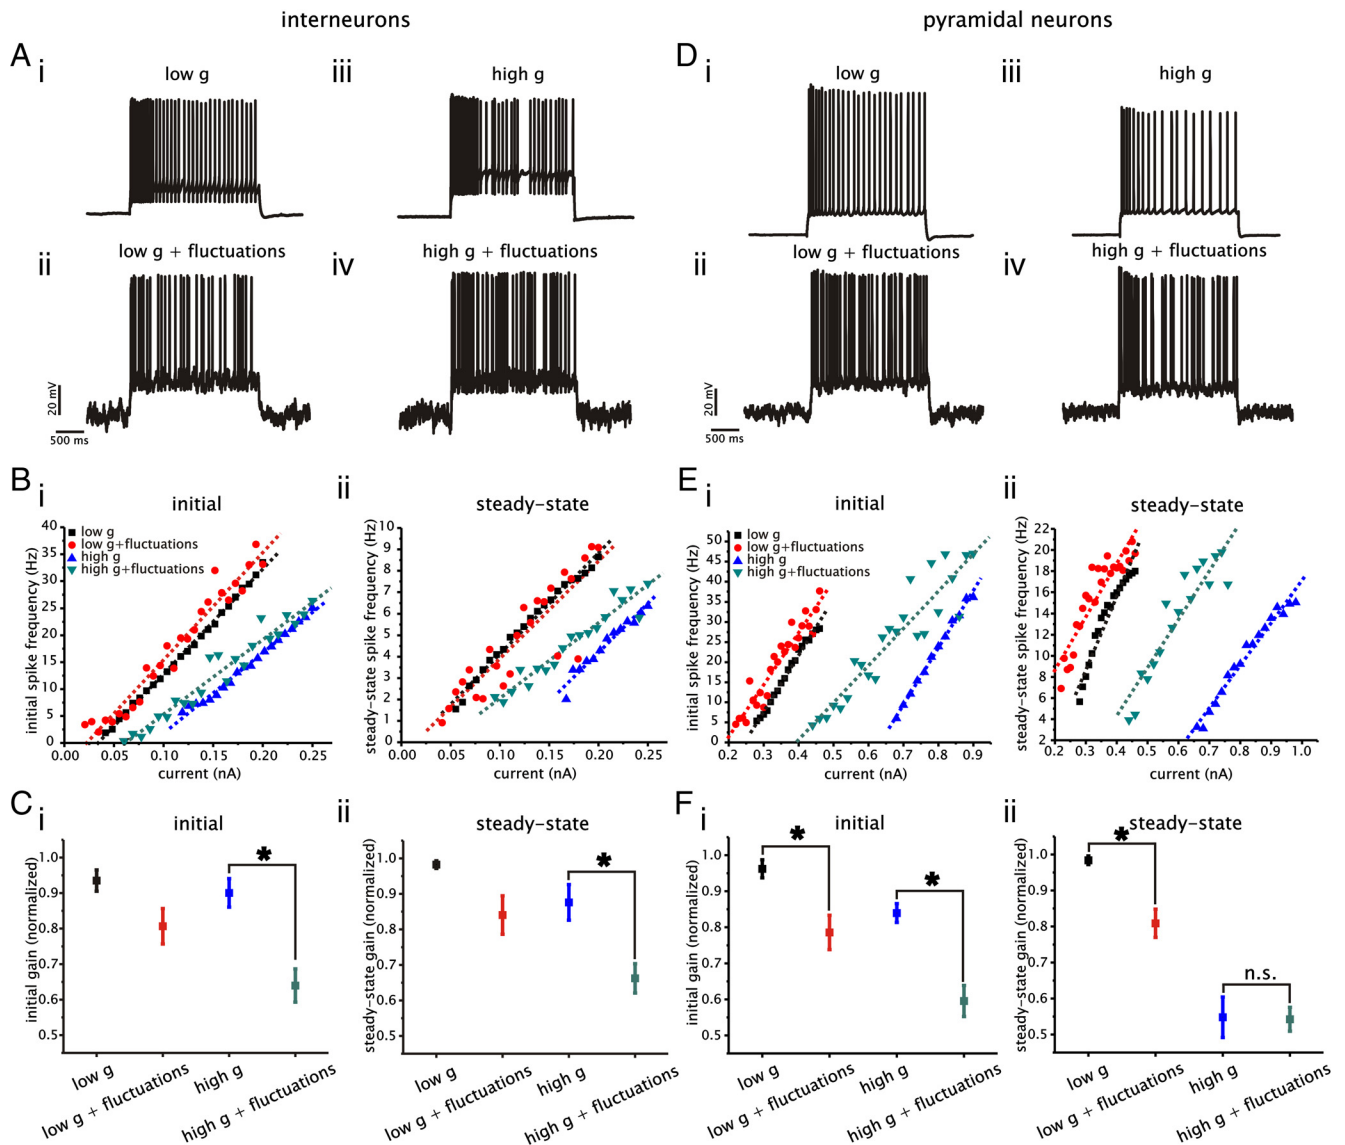 interneurons
pyramidal neurons
A
i
low g
iii
high g
D
i
low g
iii
high g
ii
low g + fluctuations
iv
high g + fluctuations
ii
low g + fluctuations
iv
high g + fluctuations
20 mV
500 ms
20 mV
500 ms
B
i
initial
initial spike frequency (Hz)
40
35
30
25
20
15
10
5
0
low g
low g+fluctuations
high g
high g+fluctuations
0.00 0.05 0.10 0.15 0.20 0.25
current (nA)
ii
steady-state
steady-state spike frequency (Hz)
10
9
8
7
6
5
4
3
2
1
0
0.00 0.05 0.10 0.15 0.20 0.25
current (nA)
E
i
initial
initial spike frequency (Hz)
50
45
40
35
30
25
20
15
10
5
0
low g
low g+fluctuations
high g
high g+fluctuations
0.2 0.3 0.4 0.5 0.6 0.7 0.8 0.9
current (nA)
ii
steady-state
steady-state spike frequency (Hz)
22
20
18
16
14
12
10
8
6
4
2
0.2 0.3 0.4 0.5 0.6 0.7 0.8 0.9 1.0
current (nA)
C
i
initial
initial gain (normalized)
1.0
0.9
0.8
0.7
0.6
0.5
*
low g
low g + fluctuations
high g
high g + fluctuations
ii
steady-state
steady-state gain (normalized)
1.0
0.9
0.8
0.7
0.6
0.5
*
low g
low g + fluctuations
high g
high g + fluctuations
F
i
initial
initial gain (normalized)
1.0
0.9
0.8
0.7
0.6
0.5
*
*
low g
low g + fluctuations
high g
high g + fluctuations
ii
steady-state
steady-state gain (normalized)
1.0
0.9
0.8
0.7
0.6
0.5
*
n.s.
low g
low g + fluctuations
high g
high g + fluctuations